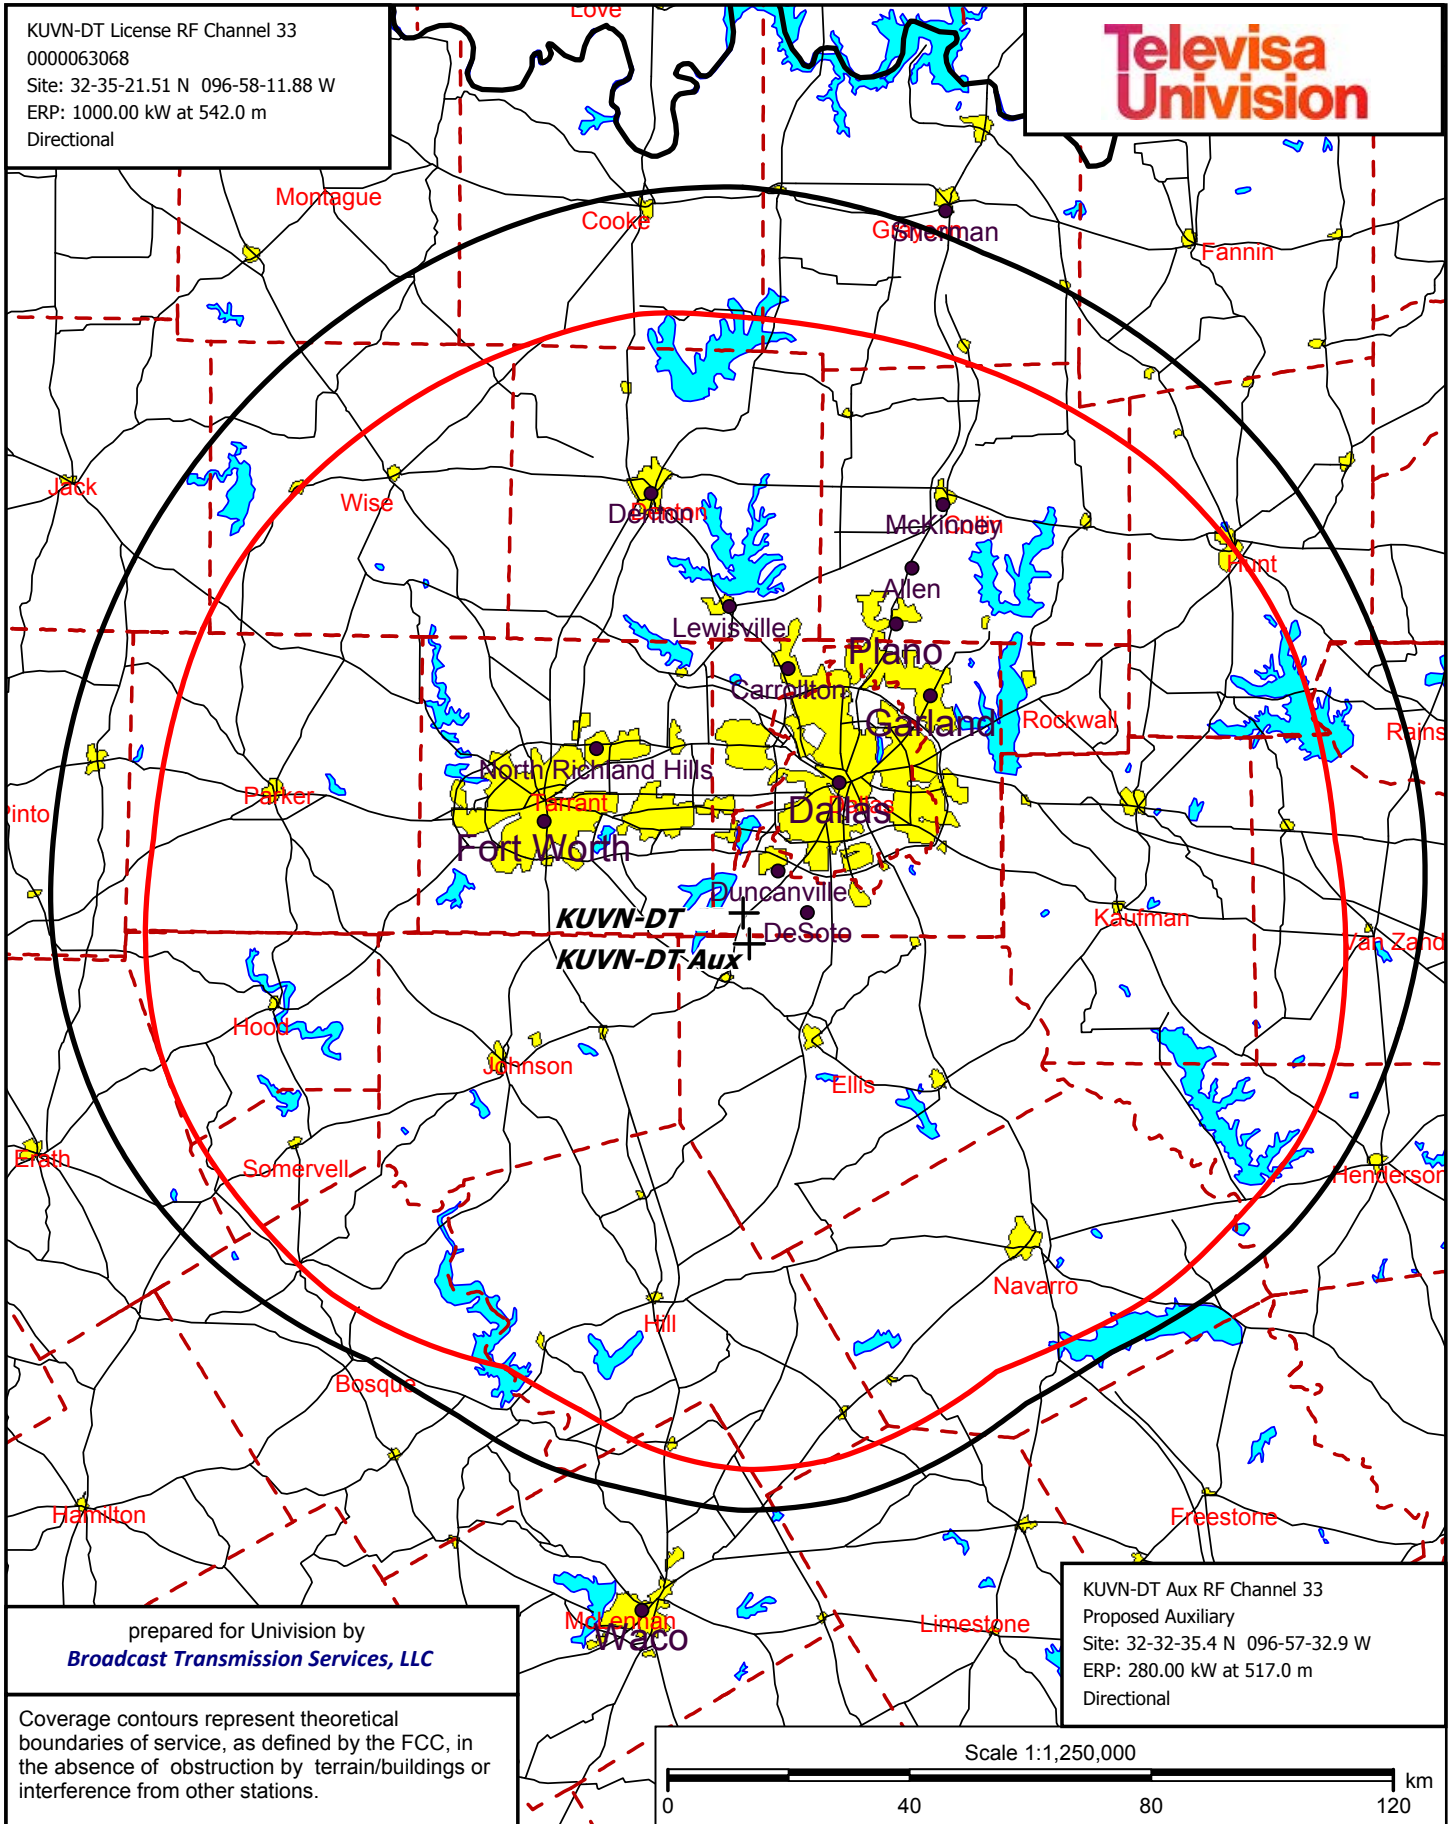 KUVN-DT License RF Channel 33
0000063068
Site: 32-35-21.51 N 096-58-11.88 W
ERP: 1000.00 kW at 542.0 m
Directional
Love
Televisa
Univision
Montague
Cooke
Grayson
Sherman
Fannin
Jack
Wise
Denton
Denton
McKinney
Collin
Hunt
Allen
Lewisville
Plano
Carrollton
Garland
Rockwall
Rains
North Richland Hills
Parker
Tarrant
Dallas
Dallas
Pinto
Fort Worth
Duncanville
KUVN-DT
DeSoto
Kaufman
Van Zand
KUVN-DT Aux
Hood
Johnson
Ellis
Erath
Somervell
Henderson
Navarro
Hill
Bosque
Hamilton
Freestone
McLennan
Waco
Limestone
KUVN-DT Aux RF Channel 33
Proposed Auxiliary
Site: 32-32-35.4 N 096-57-32.9 W
ERP: 280.00 kW at 517.0 m
Directional
prepared for Univision by
Broadcast Transmission Services, LLC
Coverage contours represent theoretical
boundaries of service, as defined by the FCC, in
the absence of obstruction by terrain/buildings or
interference from other stations.
Scale 1:1,250,000
km
0 40 80 120